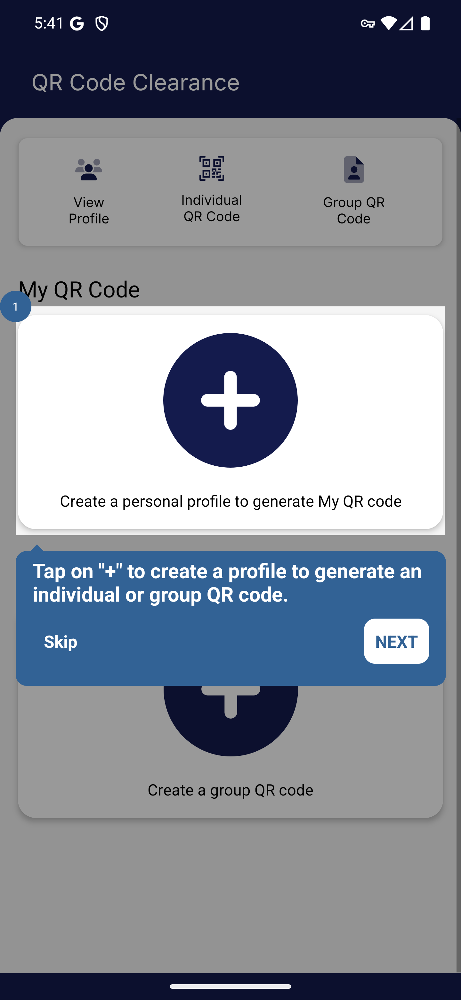 5:41
QR Code Clearance
View
Profile
Individual
QR Code
Group QR
Code
My QR Code
1
Create a personal profile to generate My QR code
Tap on "+" to create a profile to generate an
individual or group QR code.
Skip
NEXT
Create a group QR code